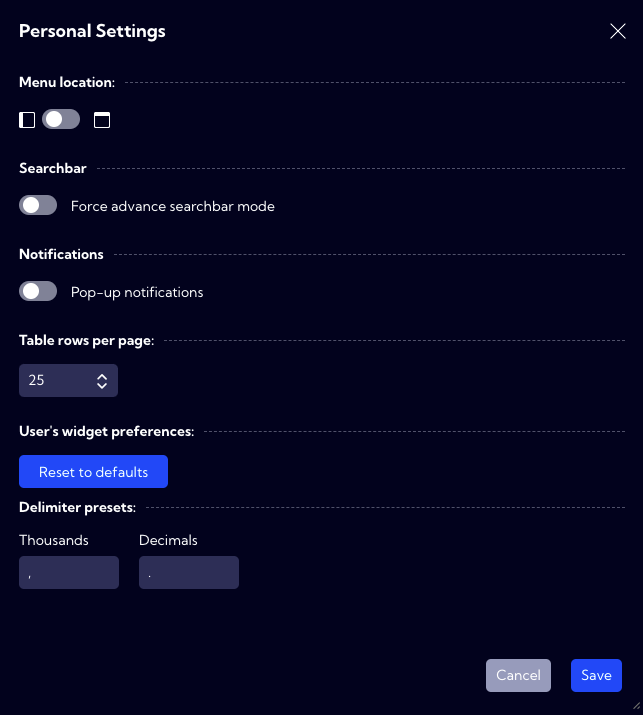 Personal Settings
Menu location:
Searchbar
Force advance searchbar mode
Notifications
Pop-up notifications
Table rows per page:
25
User's widget preferences:
Reset to defaults
Delimiter presets:
Thousands Decimals
, .
Cancel Save